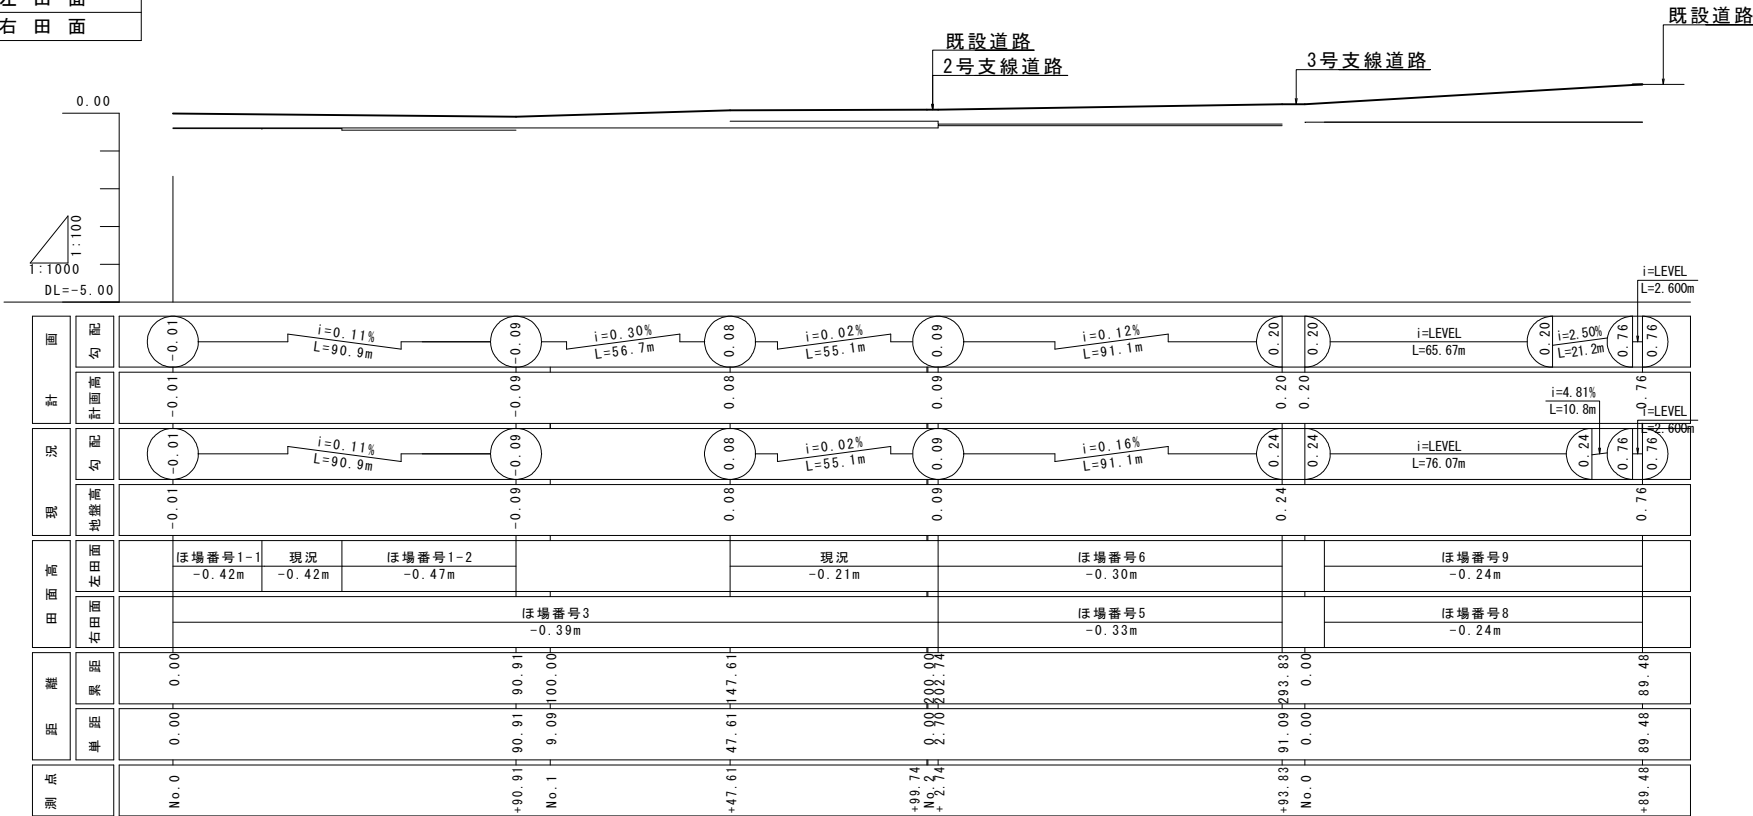 左 田 面
右 田 面
既設道路
既設道路
2号支線道路
3号支線道路
0.00
1:100
1:1000
DL=-5.00
i=LEVEL
L=2.600m
計 画
勾 配
-0.01
i=0.11%
L=90.9m
-0.09
i=0.30%
L=56.7m
0.08
i=0.02%
L=55.1m
0.09
i=0.12%
L=91.1m
0.20
0.20
i=LEVEL
L=65.67m
0.20
i=2.50%
L=21.2m
0.76
0.76
計画高
-0.01
-0.09
0.08
0.09
0.20
0.20
0.76
i=4.81%
L=10.8m
i=LEVEL
L=2.600m
現 況
勾 配
-0.01
i=0.11%
L=90.9m
-0.09
0.08
i=0.02%
L=55.1m
0.09
i=0.16%
L=91.1m
0.24
0.24
i=LEVEL
L=76.07m
0.24
0.76
0.76
地盤高
-0.01
-0.09
0.08
0.09
0.24
0.76
田 面 高
左田面
ほ場番号1-1
-0.42m
現況
-0.42m
ほ場番号1-2
-0.47m
現況
-0.21m
ほ場番号6
-0.30m
ほ場番号9
-0.24m
右田面
ほ場番号3
-0.39m
ほ場番号5
-0.33m
ほ場番号8
-0.24m
距 離
累 距
0.00
90.91
100.00
147.61
200.00
202.74
293.83
0.00
89.48
単 距
0.00
90.91
9.09
47.61
0.00
2.70
91.09
0.00
89.48
測 点
No.0
+90.91
No.1
+47.61
+99.74
No.2
+ 2.74
+93.83
No.0
+89.48